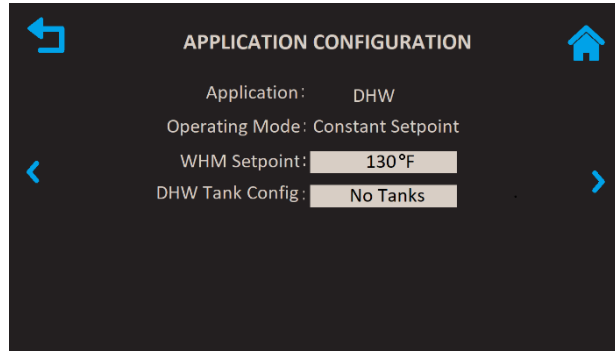 APPLICATION CONFIGURATION
Application: DHW
Operating Mode: Constant Setpoint
WHM Setpoint: 130°F
DHW Tank Config: No Tanks